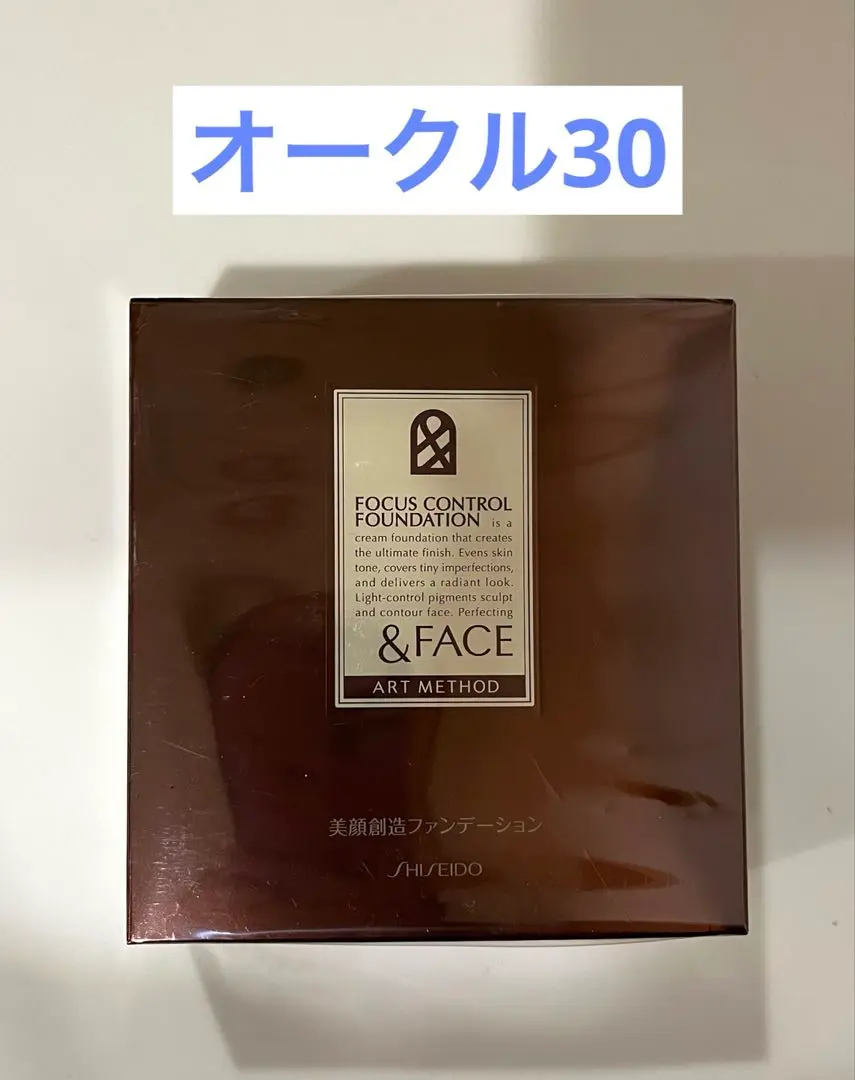 オークル30
&
FOCUS CONTROL
FOUNDATION is a
cream foundation that creates
the ultimate finish. Evens skin
tone, covers tiny imperfections,
and delivers a radiant look.
Light-control pigments sculpt
and contour face. Perfecting
&FACE
ART METHOD
美顔創造ファンデーション
SHISEIDO